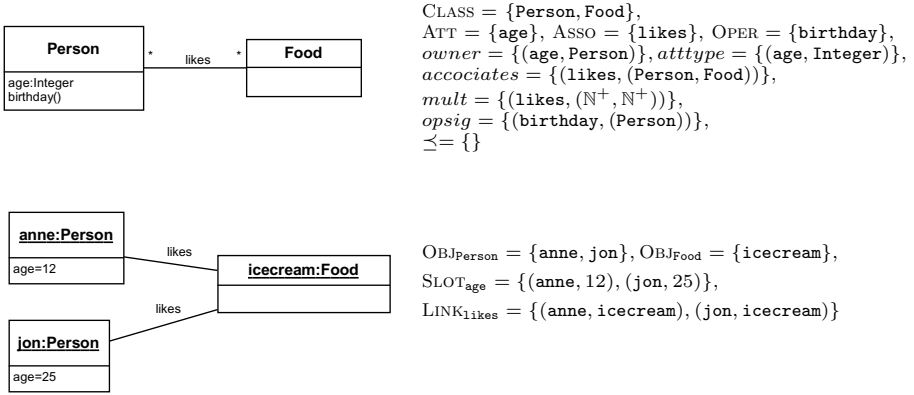 Person
age:Integer
birthday()
* likes *
Food
CLASS = {Person, Food},
ATT = {age}, ASSO = {likes}, OPER = {birthday},
owner = {(age, Person)}, atttype = {(age, Integer)},
accociates = {(likes, (Person, Food))},
mult = {(likes, (ℕ⁺, ℕ⁺))},
opsig = {(birthday, (Person))},
⪯= {}
anne:Person
age=12
likes
icecream:Food
likes
jon:Person
age=25
OBJ_Person = {anne, jon}, OBJ_Food = {icecream},
SLOT_age = {(anne, 12), (jon, 25)},
LINK_likes = {(anne, icecream), (jon, icecream)}